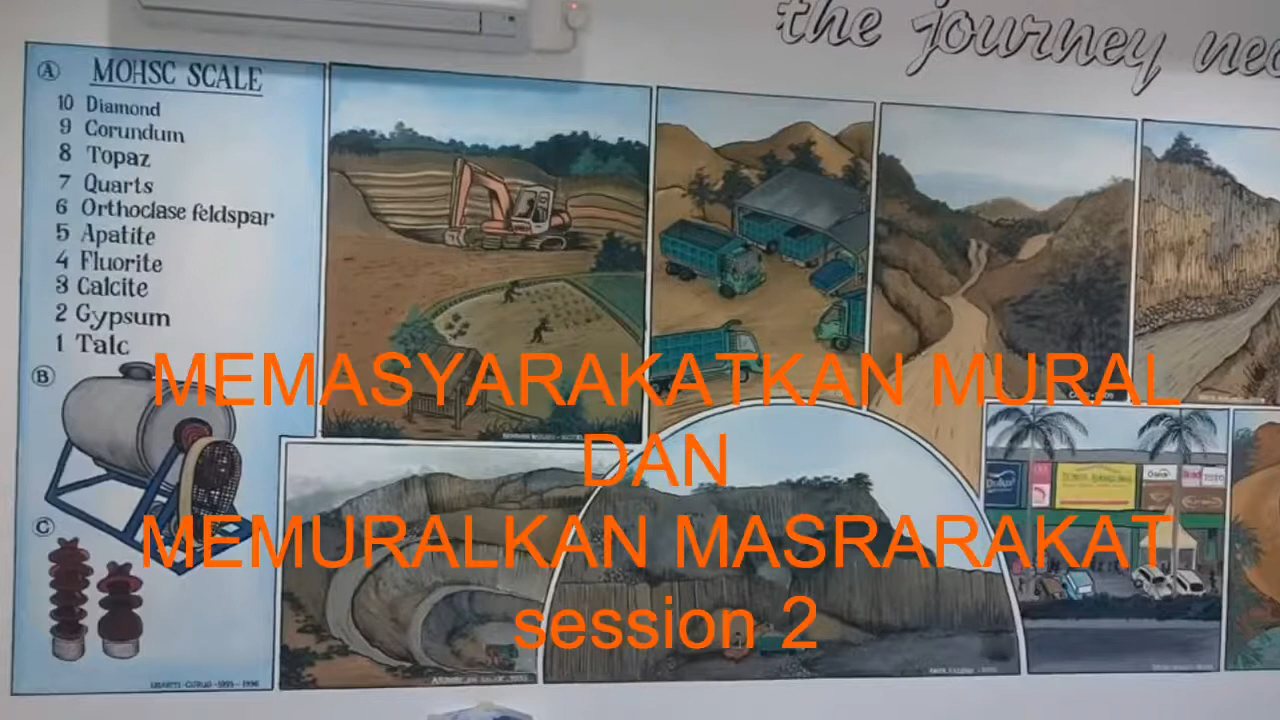 the journey
A MOHSC SCALE
10 Diamond
9 Corundum
8 Topaz
7 Quarts
6 Orthoclase feldspar
5 Apatite
4 Fluorite
3 Calcite
2 Gypsum
1 Talc
B
MEMASYARAKATKAN MURAL
DAN
MEMURALKAN MASRARAKAT
session 2
C